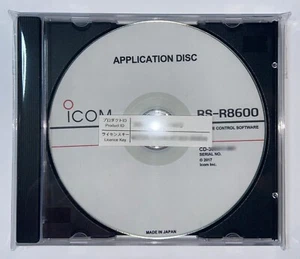 APPLICATION DISC
ICOM
RS-R8600
CONTROL SOFTWARE
プロダクトID
Product ID
ライセンスキー
Licence Key
SERIAL NO.
© 2017
Icom Inc.
MADE IN JAPAN